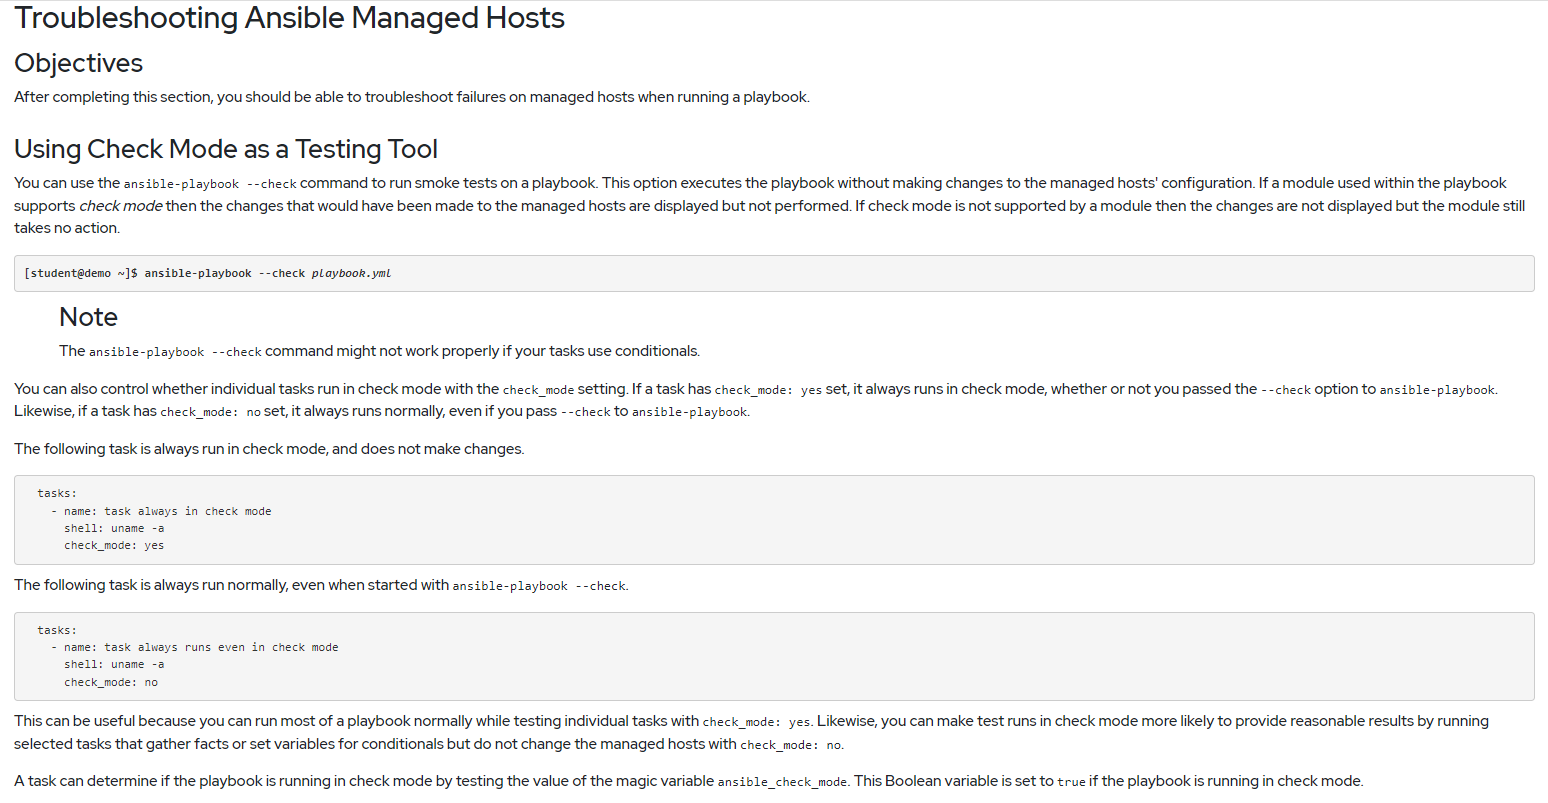 Troubleshooting Ansible Managed Hosts
Objectives
After completing this section, you should be able to troubleshoot failures on managed hosts when running a playbook.
Using Check Mode as a Testing Tool
You can use the ansible-playbook --check command to run smoke tests on a playbook. This option executes the playbook without making changes to the managed hosts' configuration. If a module used within the playbook
supports check mode then the changes that would have been made to the managed hosts are displayed but not performed. If check mode is not supported by a module then the changes are not displayed but the module still
takes no action.
[student@demo ~]$ ansible-playbook --check playbook.yml
Note
The ansible-playbook --check command might not work properly if your tasks use conditionals.
You can also control whether individual tasks run in check mode with the check_mode setting. If a task has check_mode: yes set, it always runs in check mode, whether or not you passed the --check option to ansible-playbook.
Likewise, if a task has check_mode: no set, it always runs normally, even if you pass --check to ansible-playbook.
The following task is always run in check mode, and does not make changes.
tasks:
- name: task always in check mode
shell: uname -a
check_mode: yes
The following task is always run normally, even when started with ansible-playbook --check.
tasks:
- name: task always runs even in check mode
shell: uname -a
check_mode: no
This can be useful because you can run most of a playbook normally while testing individual tasks with check_mode: yes. Likewise, you can make test runs in check mode more likely to provide reasonable results by running
selected tasks that gather facts or set variables for conditionals but do not change the managed hosts with check_mode: no.
A task can determine if the playbook is running in check mode by testing the value of the magic variable ansible_check_mode. This Boolean variable is set to true if the playbook is running in check mode.